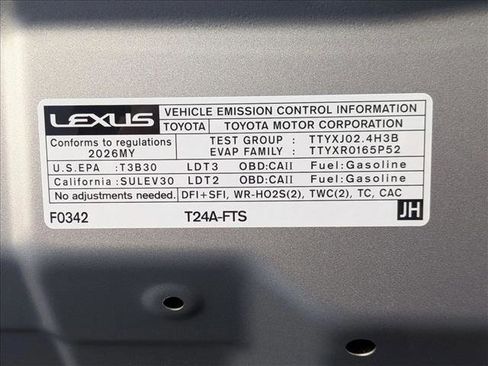 LEXUS VEHICLE EMISSION CONTROL INFORMATION
TOYOTA TOYOTA MOTOR CORPORATION
Conforms to regulations TEST GROUP : TTYXJ02.4H3B
2026MY EVAP FAMILY : TTYXR0165P52
U.S.EPA :T3B30 LDT3 OBD:CAII Fuel:Gasoline
California :SULEV30 LDT2 OBD:CAII Fuel:Gasoline
No adjustments needed. DFI+SFI, WR-HO2S(2), TWC(2), TC, CAC
F0342 T24A-FTS JH